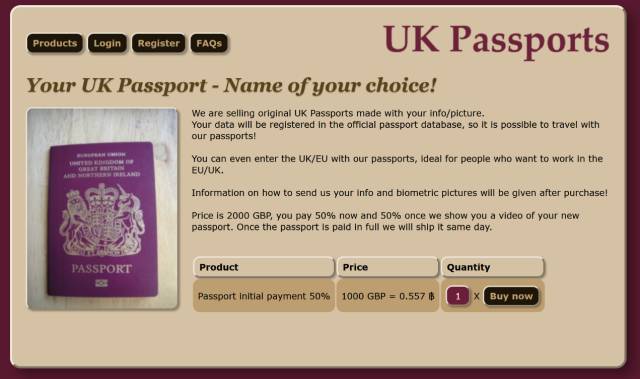 Products Login Register FAQs
UK Passports
Your UK Passport - Name of your choice!
EUROPEAN UNION
UNITED KINGDOM OF
GREAT BRITAIN
AND NORTHERN IRELAND
PASSPORT
We are selling original UK Passports made with your info/picture.
Your data will be registered in the official passport database, so it is possible to travel with
our passports!
You can even enter the UK/EU with our passports, ideal for people who want to work in the
EU/UK.
Information on how to send us your info and biometric pictures will be given after purchase!
Price is 2000 GBP, you pay 50% now and 50% once we show you a video of your new
passport. Once the passport is paid in full we will ship it same day.
Product Price Quantity
Passport initial payment 50% 1000 GBP = 0.557 ฿ 1 X Buy now